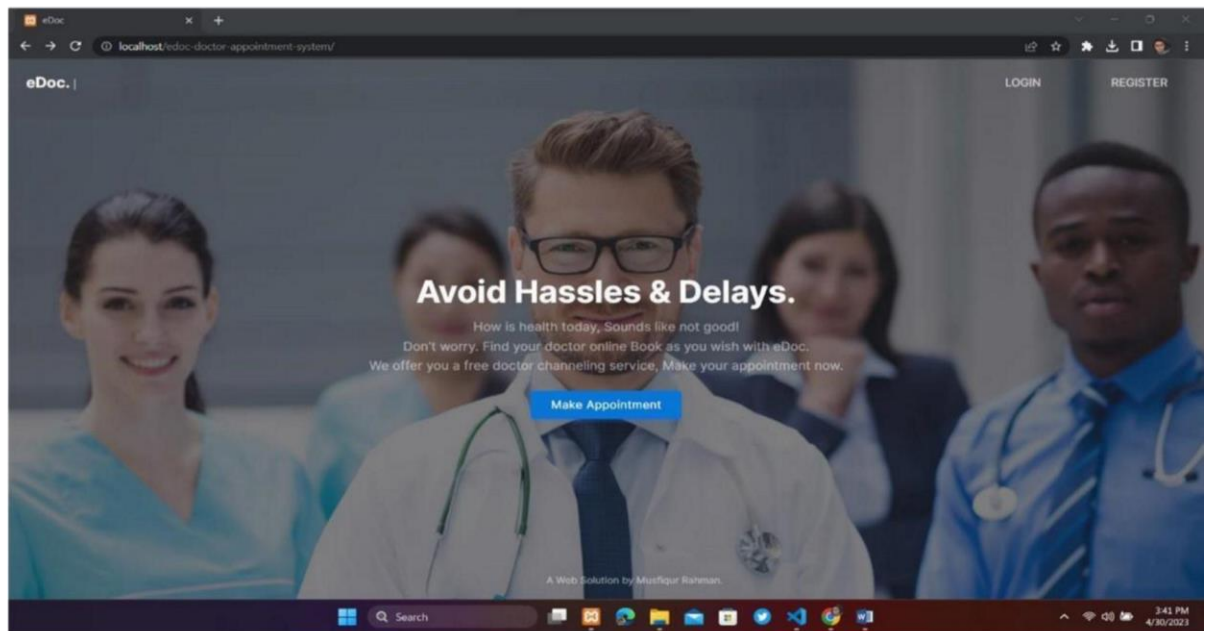 eDoc
localhost/edoc-doctor-appointment-system/
eDoc. |
LOGIN
REGISTER
Avoid Hassles & Delays.
How is health today, Sounds like not good!
Don't worry. Find your doctor online Book as you wish with eDoc.
We offer you a free doctor channeling service, Make your appointment now.
Make Appointment
A Web Solution by Musfiqur Rahman.
Search
3:41 PM
4/30/2023